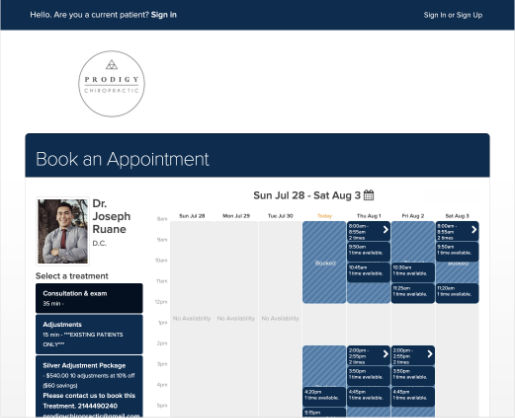 Hello. Are you a current patient? Sign in
Sign In or Sign Up
PRODIGY
CHIROPRACTIC
Book an Appointment
Dr.
Joseph
Ruane
D.C.
Select a treatment
Consultation & exam
35 min -
Adjustments
15 min - ***EXISTING PATIENTS
ONLY***
Silver Adjustment Package
- $540.00 10 adjustments at 10% off
($60 savings)
Please contact us to book this
Treatment. 2144490240
prodigychiropractic@gmail.com
Sun Jul 28 - Sat Aug 3
Sun Jul 28 Mon Jul 29 Tue Jul 30 Today Thu Aug 1 Fri Aug 2 Sat Aug 3
8am
9am
10am
11am
12pm
1pm
2pm
3pm
4pm
5pm
No Availability No Availability No Availability
Booked
4:20pm
1 time available.
5:15pm
8:00am -
8:55am
2 times
9:50am
1 time available.
10:45am
1 time available.
2:00pm -
2:55pm
2 times
3:50pm
1 time available.
4:45pm
1 time available.
Booked
10:30am
1 time available.
11:25am
1 time available.
2:00pm -
2:55pm
2 times
3:50pm
1 time available.
4:45pm
1 time available.
8:00am -
8:55am
2 times
9:50am
1 time available.
Booked
11:20am
1 time available.